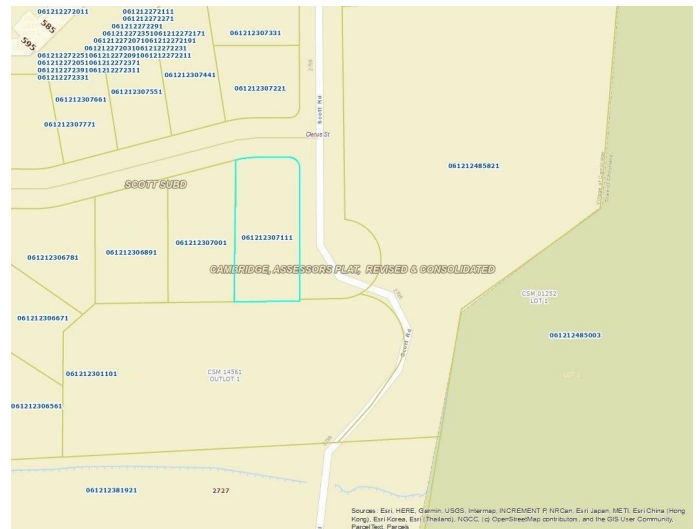 061212272011
061212272111
061212272271
061212272291
061212272351061212272171
061212272071061212272191
061212272031061212272231
061212272251061212272091061212272211
061212272051061212272371
061212272391061212272311
061212272331
585
595
061212307331
061212307441
061212307221
061212307551
061212307661
061212307771
Scott Rd
Clerus St
061212485821
SCOTT SUBD
061212307111
061212307001
061212306891
061212306781
CAMBRIDGE, ASSESSORS PLAT, REVISED & CONSOLIDATED
CSM 01252
LOT 1
061212306671
061212485003
Scott Rd
CSM 14561
OUTLOT 1
061212301101
LOT 1
061212306561
061212381921
2727
Sources: Esri, HERE, Garmin, USGS, Intermap, INCREMENT P, NRCan, Esri Japan, METI, Esri China (Hong
Kong), Esri Korea, Esri (Thailand), NGCC, (c) OpenStreetMap contributors, and the GIS User Community,
ParcelText, Parcels